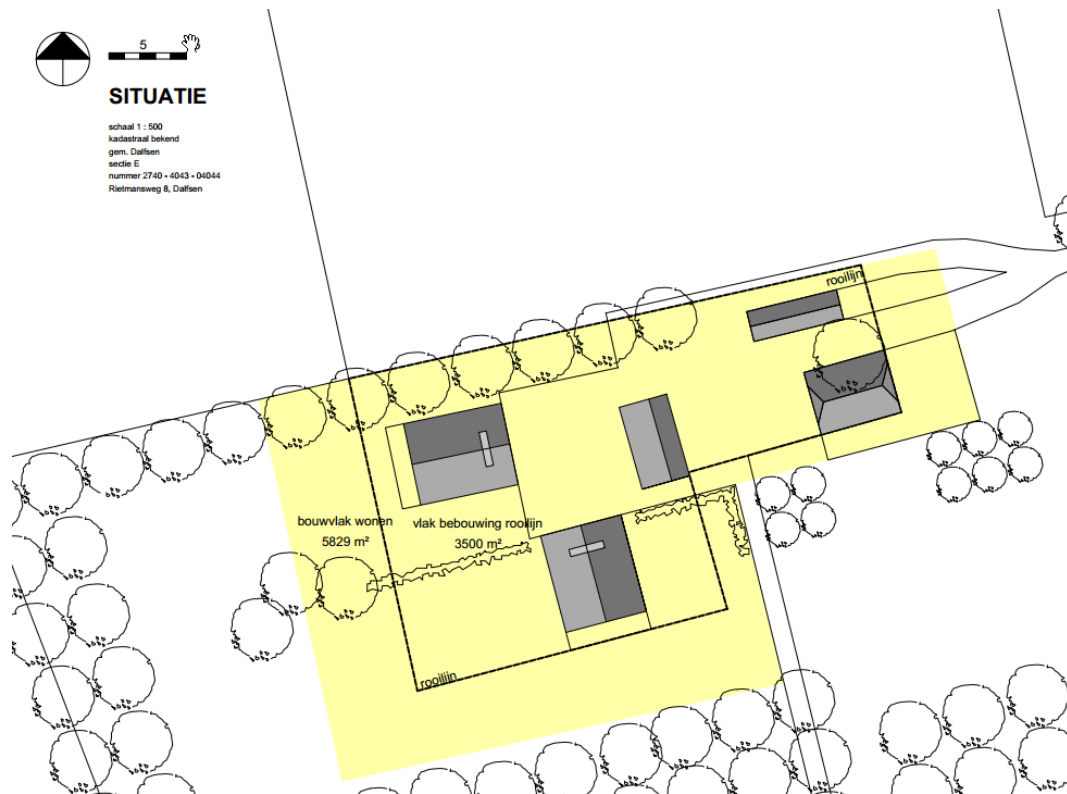 5
SITUATIE
schaal 1 : 500
kadastraal bekend
gem. Dalfsen
sectie E
nummer 2740 - 4043 - 04044
Rietmansweg 8, Dalfsen
rooilijn
bouwvlak wonen
5829 m²
vlak bebouwing rooilijn
3500 m²
rooilijn